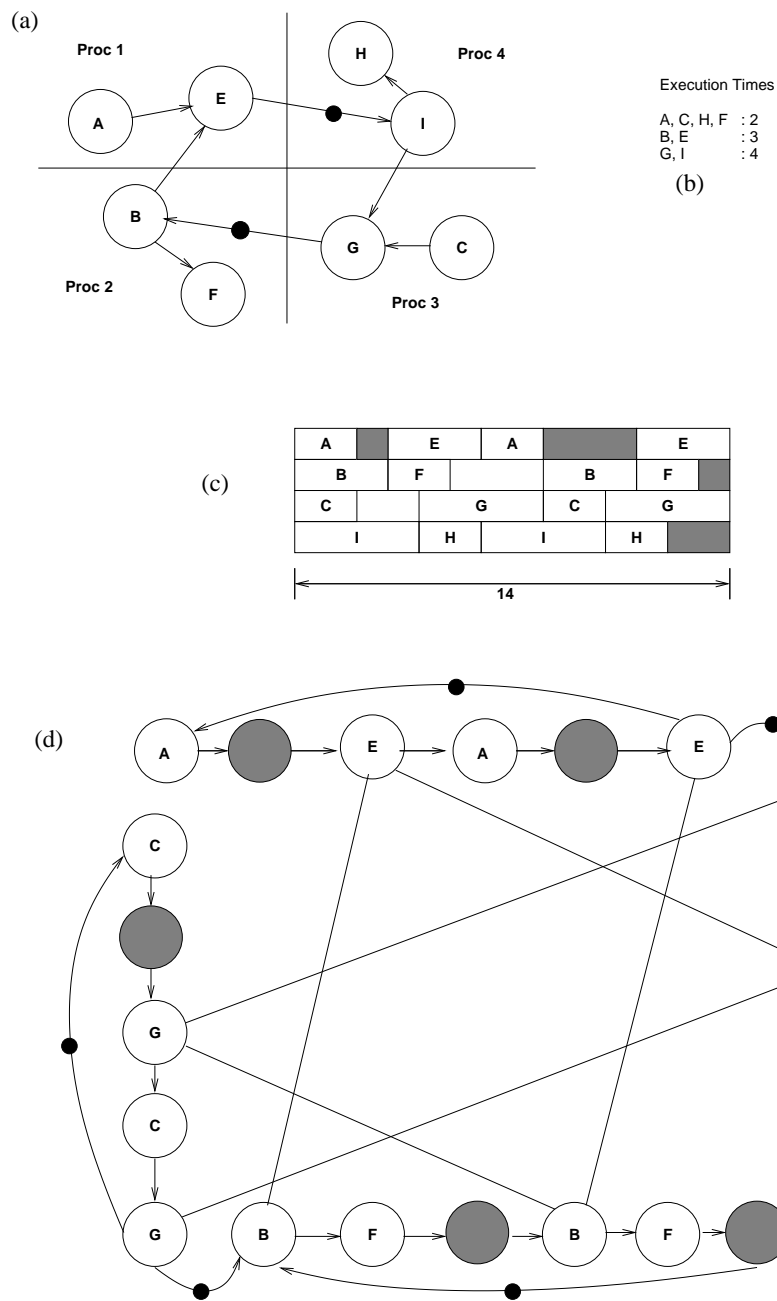 (a)
Proc 1
Proc 4
H
E
A
I
Execution Times
A, C, H, F : 2
B, E : 3
G, I : 4
(b)
B
G
C
Proc 2
F
Proc 3
(c)
A E A E
B F B F
C G C G
I H I H
14
(d)
A E A E
C
G
C
G B F B F